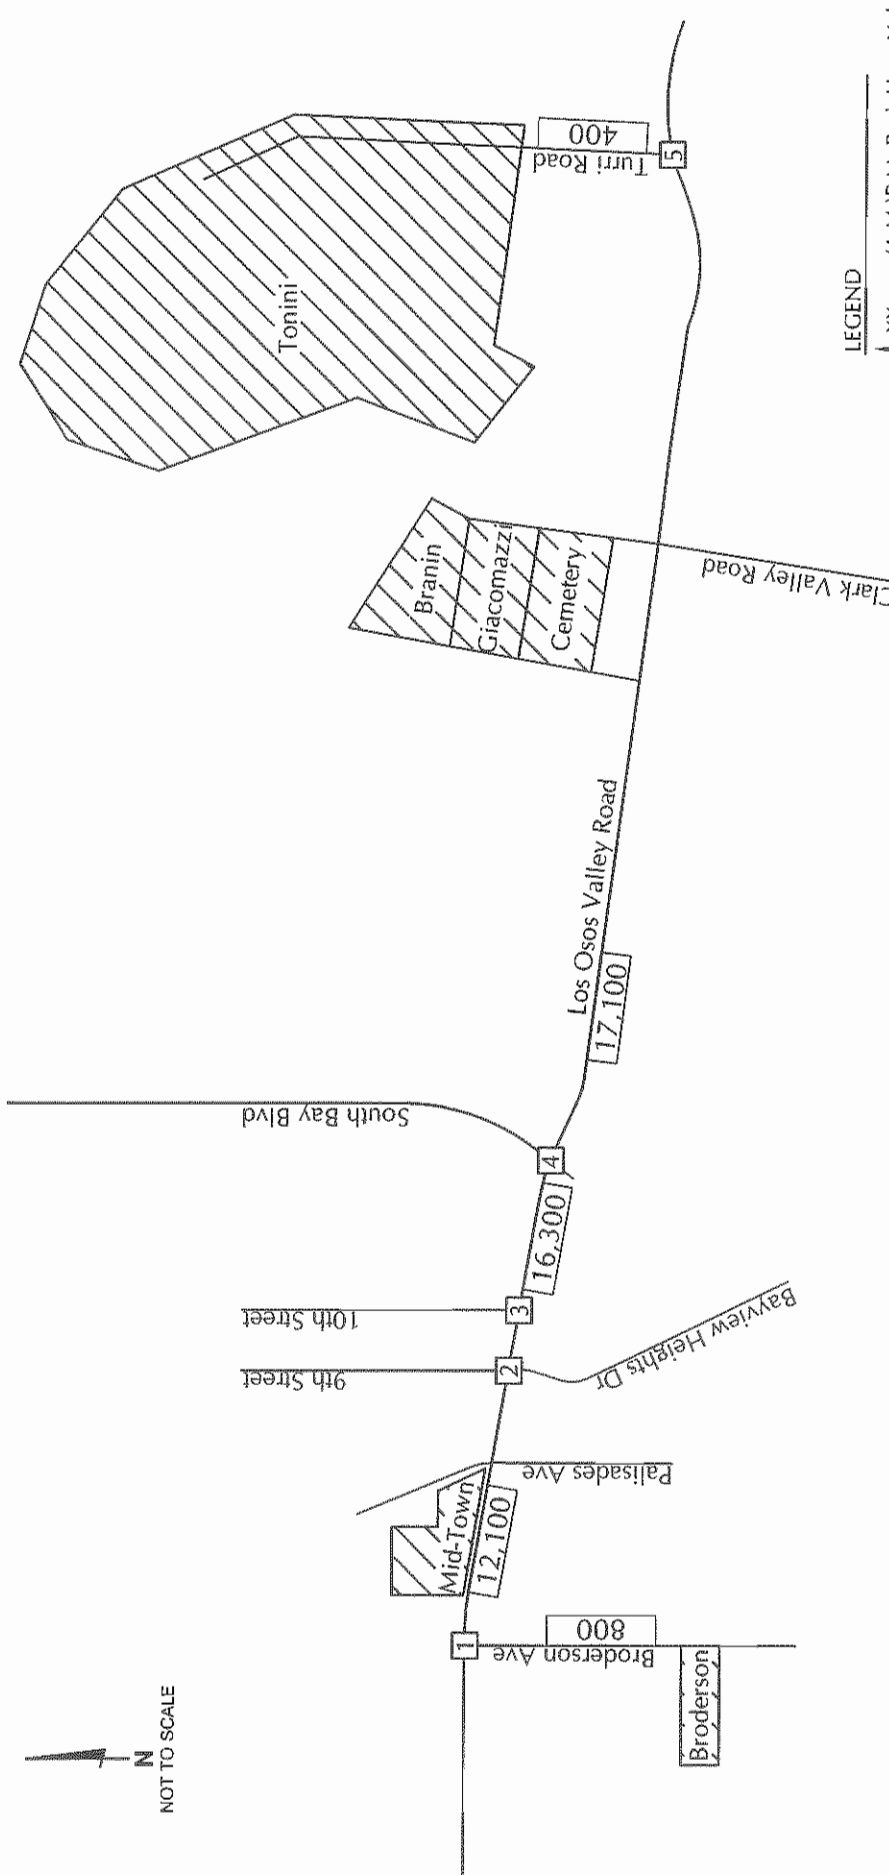 N
NOT TO SCALE
Broderson
Broderson Ave
800
1
Mid-Town
12,100
Palisades Ave
9th Street
2
Bayview Heights Dr
10th Street
3
16,300
South Bay Blvd
4
17,100
Los Osos Valley Road
Branin
Giacomazzi
Cemetery
Clark Valley Road
Tonini
Turri Road
400
5
LEGEND